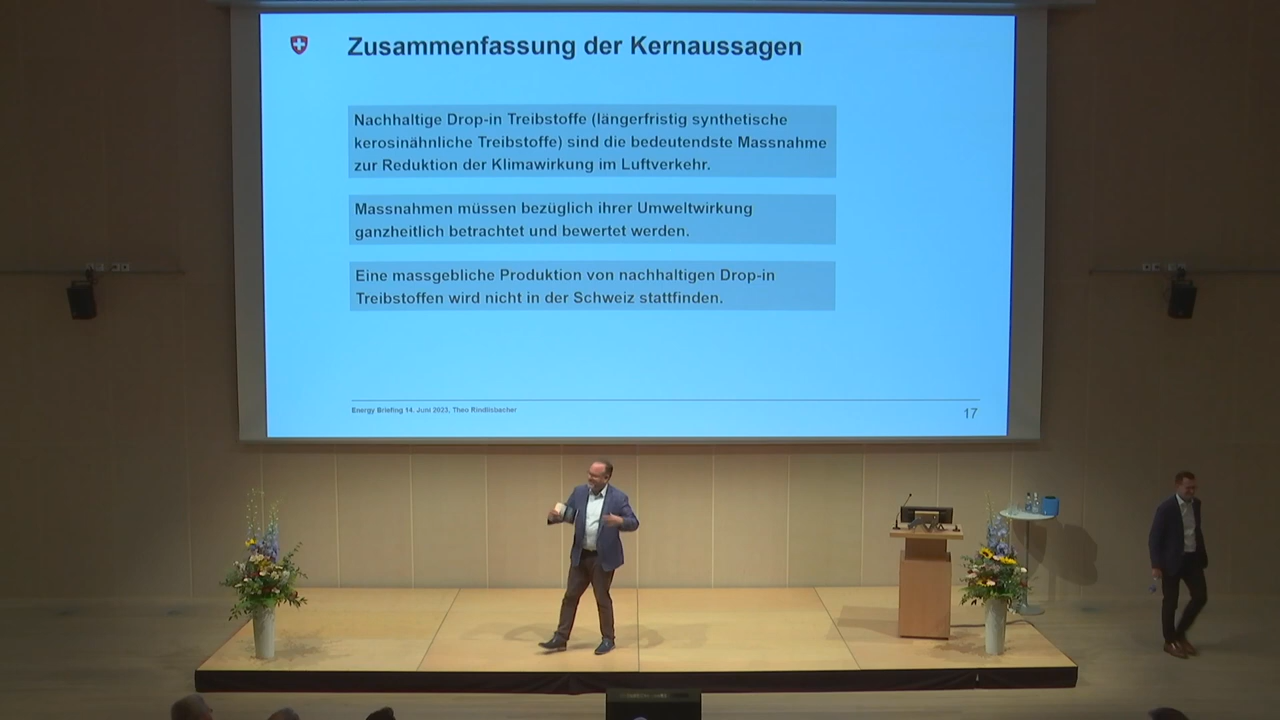 Zusammenfassung der Kernaussagen
Nachhaltige Drop-in Treibstoffe (längerfristig synthetische
kerosinähnliche Treibstoffe) sind die bedeutendste Massnahme
zur Reduktion der Klimawirkung im Luftverkehr.
Massnahmen müssen bezüglich ihrer Umweltwirkung
ganzheitlich betrachtet und bewertet werden.
Eine massgebliche Produktion von nachhaltigen Drop-in
Treibstoffen wird nicht in der Schweiz stattfinden.
Energy Briefing 14. Juni 2023, Theo Rindlisbacher
17